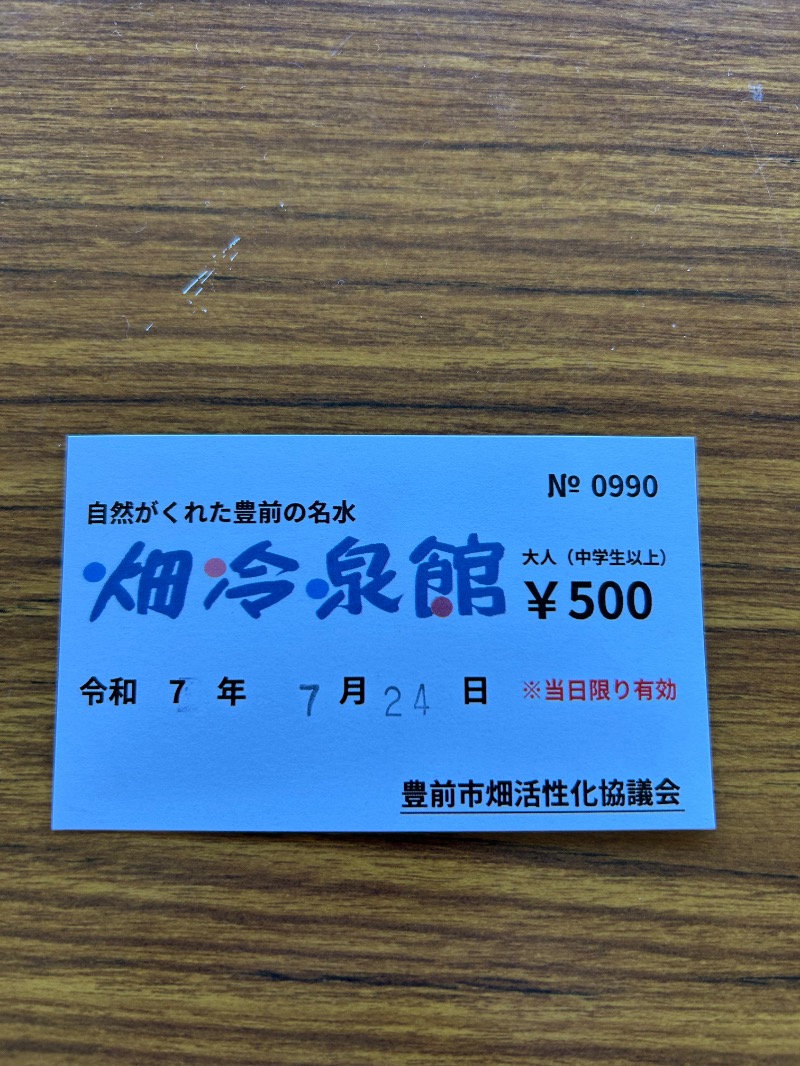 № 0990
自然がくれた豊前の名水
畑冷泉館
大人（中学生以上）
￥500
令和 7 年 7 月 24 日 ※当日限り有効
豊前市畑活性化協議会